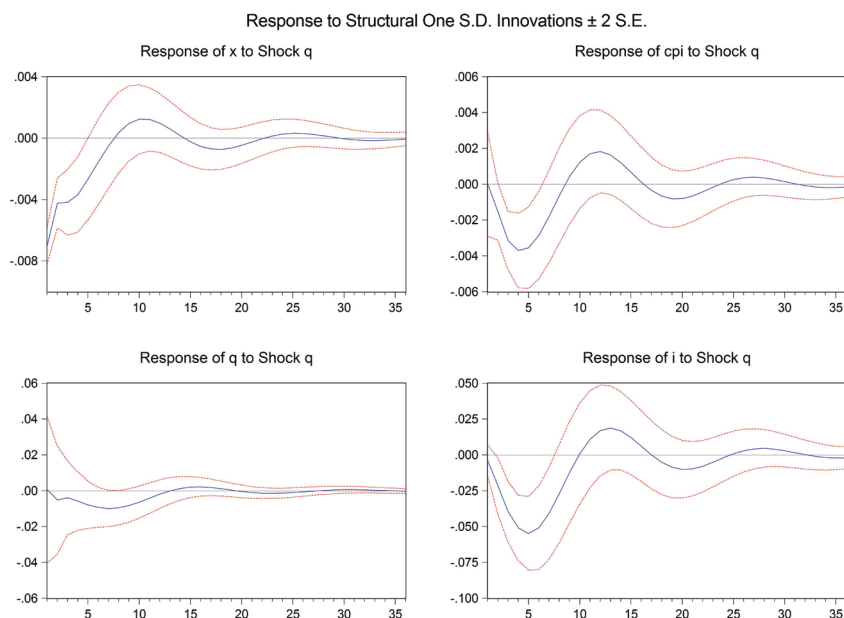 Response to Structural One S.D. Innovations ± 2 S.E.
Response of x to Shock q
.004
.000
-.004
-.008
5 10 15 20 25 30 35
Response of cpi to Shock q
.006
.004
.002
.000
-.002
-.004
-.006
5 10 15 20 25 30 35
Response of q to Shock q
.06
.04
.02
.00
-.02
-.04
-.06
5 10 15 20 25 30 35
Response of i to Shock q
.050
.025
.000
-.025
-.050
-.075
-.100
5 10 15 20 25 30 35